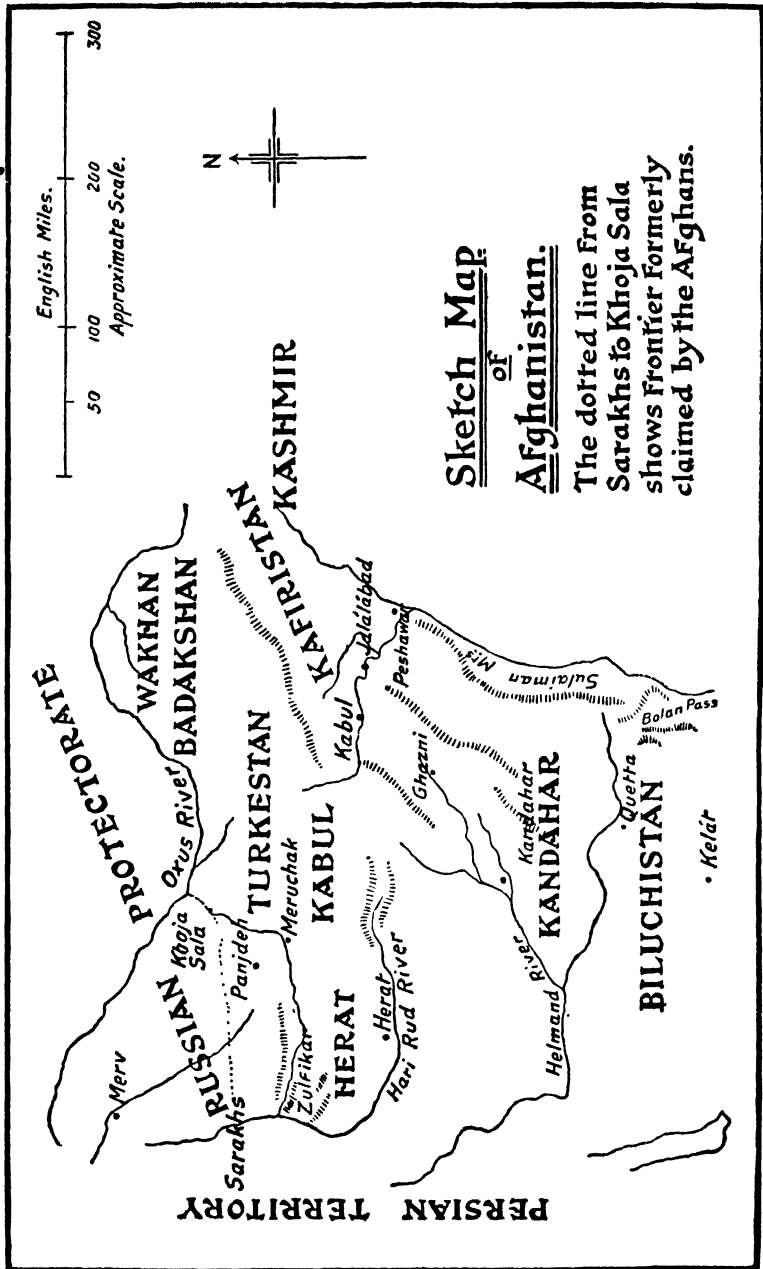 English Miles.
50 100 200 300
Approximate Scale.
N
PROTECTORATE
RUSSIAN
WAKHAN
BADAKSHAN
KAFIRISTAN
KASHMIR
Oxus River
Merv
Khoja
Sala
Sarakhs
Panjdeh
TURKESTAN
Meruchak
KABUL
Kabul
Jalálábad
Peshawar
Zulfikar
HERAT
Herat
Hari Rud River
Ghazni
Sulaiman Mts
Kandahar
KANDAHAR
Helmand River
Bolan Pass
Quetta
BILUCHISTAN
Kelát
PERSIAN TERRITORY
Sketch Map
of
Afghanistan.
The dotted line from
Sarakhs to Khoja Sala
shows Frontier Formerly
claimed by the Afghans.